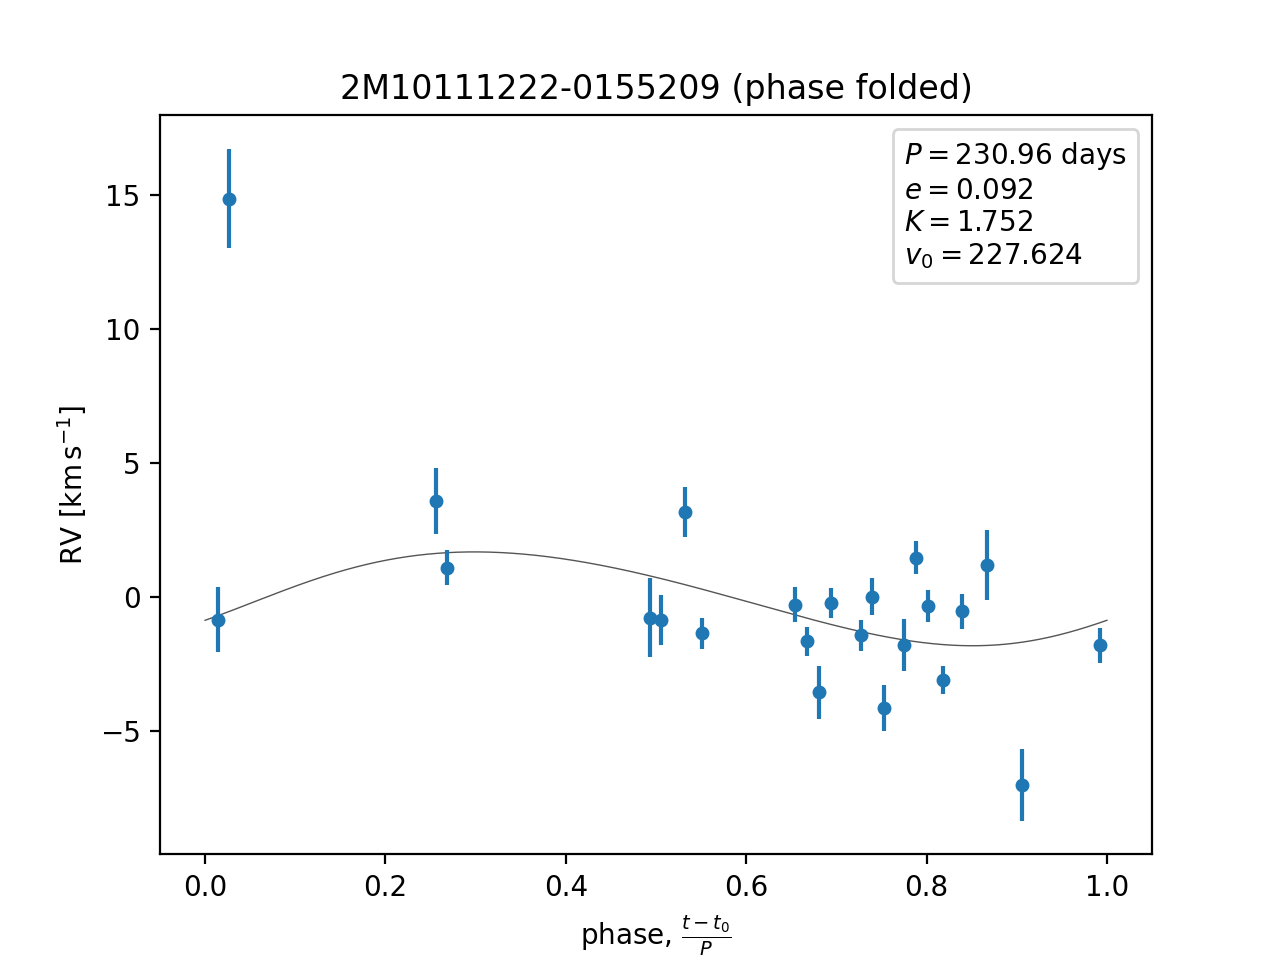 2M10111222-0155209 (phase folded)
P = 230.96 days
e = 0.092
K = 1.752
v₀ = 227.624
15
10
5
0
−5
RV [km s⁻¹]
0.0 0.2 0.4 0.6 0.8 1.0
phase, (t − t₀)/P